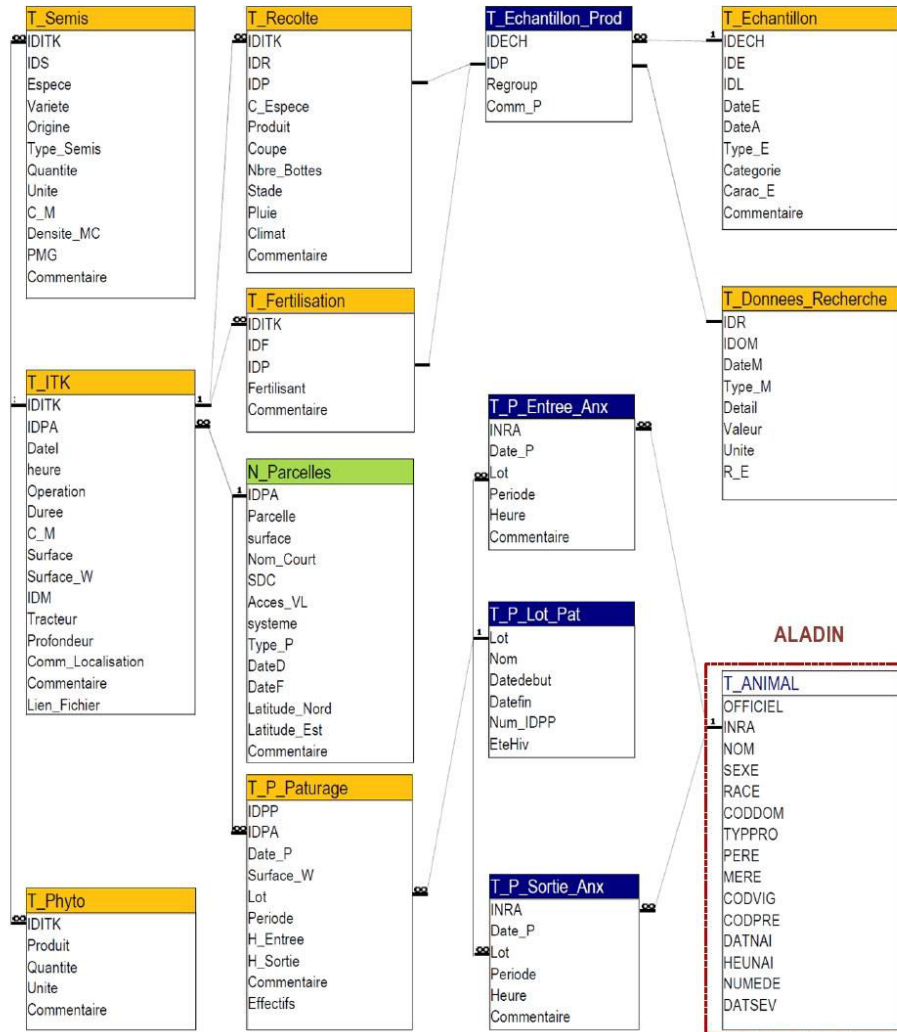 T_Semis
IDITK
IDS
Espece
Variete
Origine
Type_Semis
Quantite
Unite
C_M
Densite_MC
PMG
Commentaire
T_Recolte
IDITK
IDR
IDP
C_Espece
Produit
Coupe
Nbre_Bottes
Stade
Pluie
Climat
Commentaire
T_Echantillon_Prod
IDECH
IDP
Regroup
Comm_P
T_Echantillon
IDECH
IDE
IDL
DateE
DateA
Type_E
Categorie
Carac_E
Commentaire
T_Fertilisation
IDITK
IDF
IDP
Fertilisant
Commentaire
T_Donnees_Recherche
IDR
IDOM
DateM
Type_M
Detail
Valeur
Unite
R_E
T_ITK
IDITK
IDPA
DateI
heure
Operation
Duree
C_M
Surface
Surface_W
IDM
Tracteur
Profondeur
Comm_Localisation
Commentaire
Lien_Fichier
N_Parcelles
IDPA
Parcelle
surface
Nom_Court
SDC
Acces_VL
systeme
Type_P
DateD
DateF
Latitude_Nord
Latitude_Est
Commentaire
T_P_Entree_Anx
INRA
Date_P
Lot
Periode
Heure
Commentaire
T_P_Lot_Pat
Lot
Nom
Datedebut
Datefin
Num_IDPP
EteHiv
ALADIN
T_ANIMAL
OFFICIEL
INRA
NOM
SEXE
RACE
CODDOM
TYPPRO
PERE
MERE
CODVIG
CODPRE
DATNAI
HEUNAI
NUMEDE
DATSEV
T_P_Paturage
IDPP
IDPA
Date_P
Surface_W
Lot
Periode
H_Entree
H_Sortie
Commentaire
Effectifs
T_P_Sortie_Anx
INRA
Date_P
Lot
Periode
Heure
Commentaire
T_Phyto
IDITK
Produit
Quantite
Unite
Commentaire
1
1
1
1
1
∞
∞
∞
∞
∞
∞
∞
∞
∞
∞
∞
∞